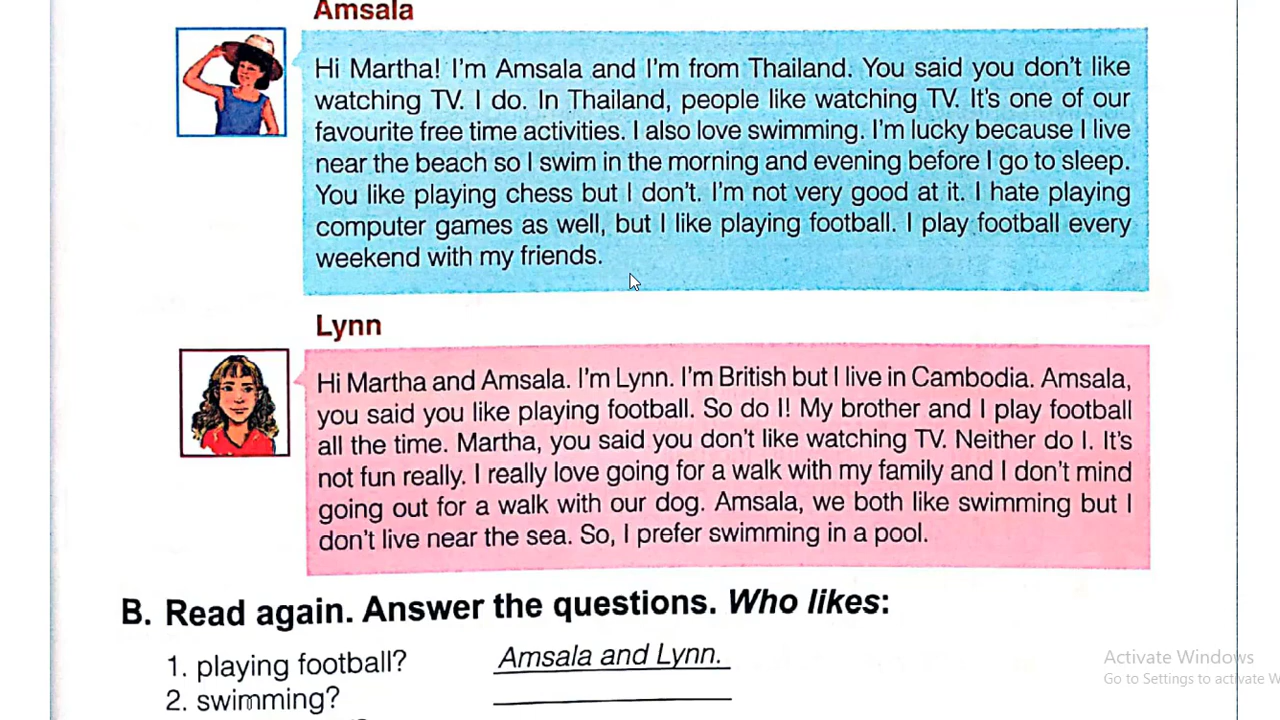 Amsala
Hi Martha! I'm Amsala and I'm from Thailand. You said you don't like
watching TV. I do. In Thailand, people like watching TV. It's one of our
favourite free time activities. I also love swimming. I'm lucky because I live
near the beach so I swim in the morning and evening before I go to sleep.
You like playing chess but I don't. I'm not very good at it. I hate playing
computer games as well, but I like playing football. I play football every
weekend with my friends.
Lynn
Hi Martha and Amsala. I'm Lynn. I'm British but I live in Cambodia. Amsala,
you said you like playing football. So do I! My brother and I play football
all the time. Martha, you said you don't like watching TV. Neither do I. It's
not fun really. I really love going for a walk with my family and I don't mind
going out for a walk with our dog. Amsala, we both like swimming but I
don't live near the sea. So, I prefer swimming in a pool.
B. Read again. Answer the questions. Who likes:
1. playing football? Amsala and Lynn.
2. swimming?
Activate Windows
Go to Settings to activate W